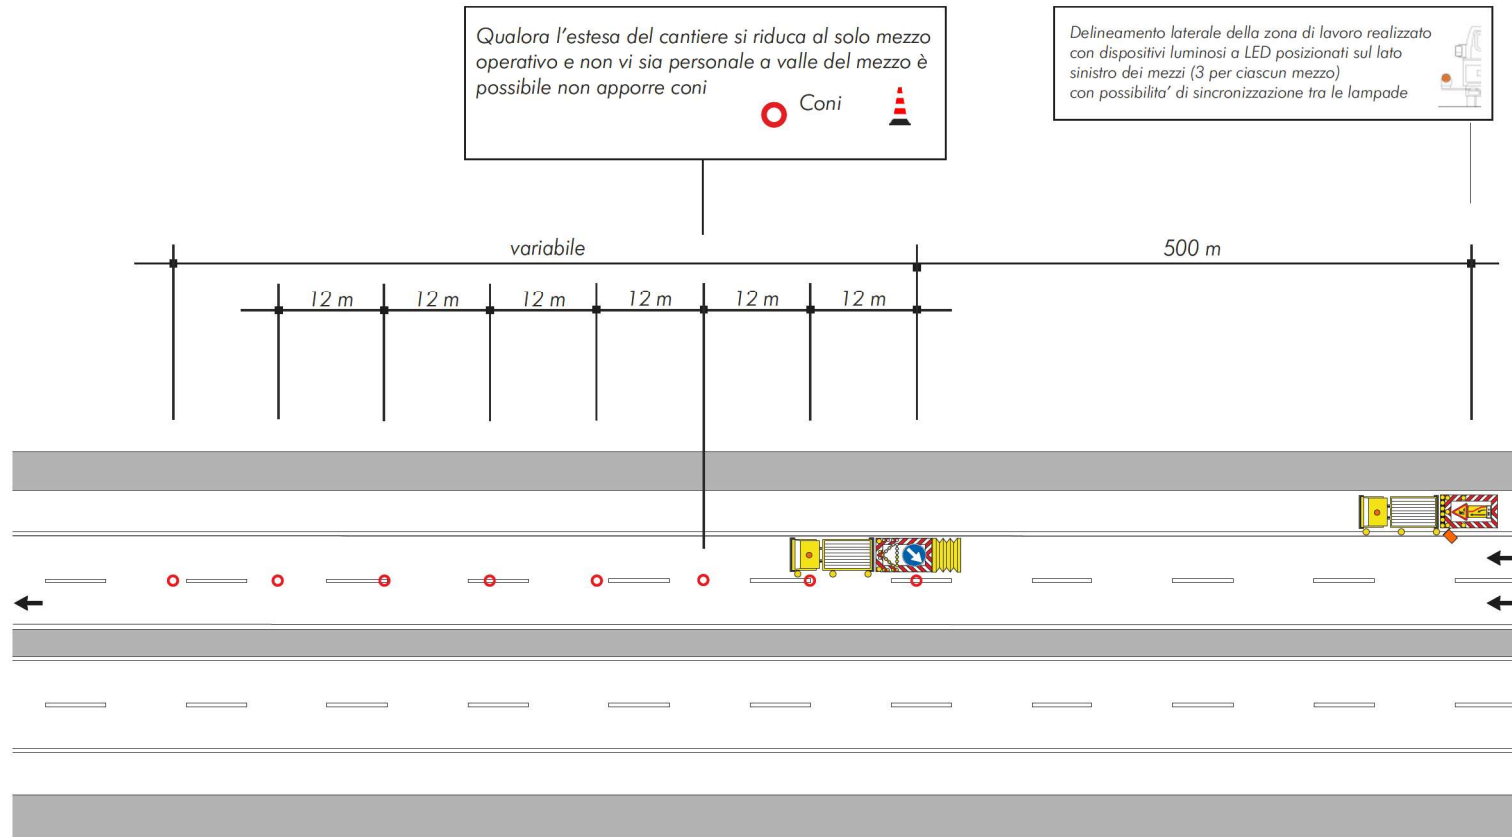 Qualora l'estesa del cantiere si riduca al solo mezzo
operativo e non vi sia personale a valle del mezzo è
possibile non apporre coni
Coni
Delineamento laterale della zona di lavoro realizzato
con dispositivi luminosi a LED posizionati sul lato
sinistro dei mezzi (3 per ciascun mezzo)
con possibilita' di sincronizzazione tra le lampade
variabile
500 m
12 m
12 m
12 m
12 m
12 m
12 m